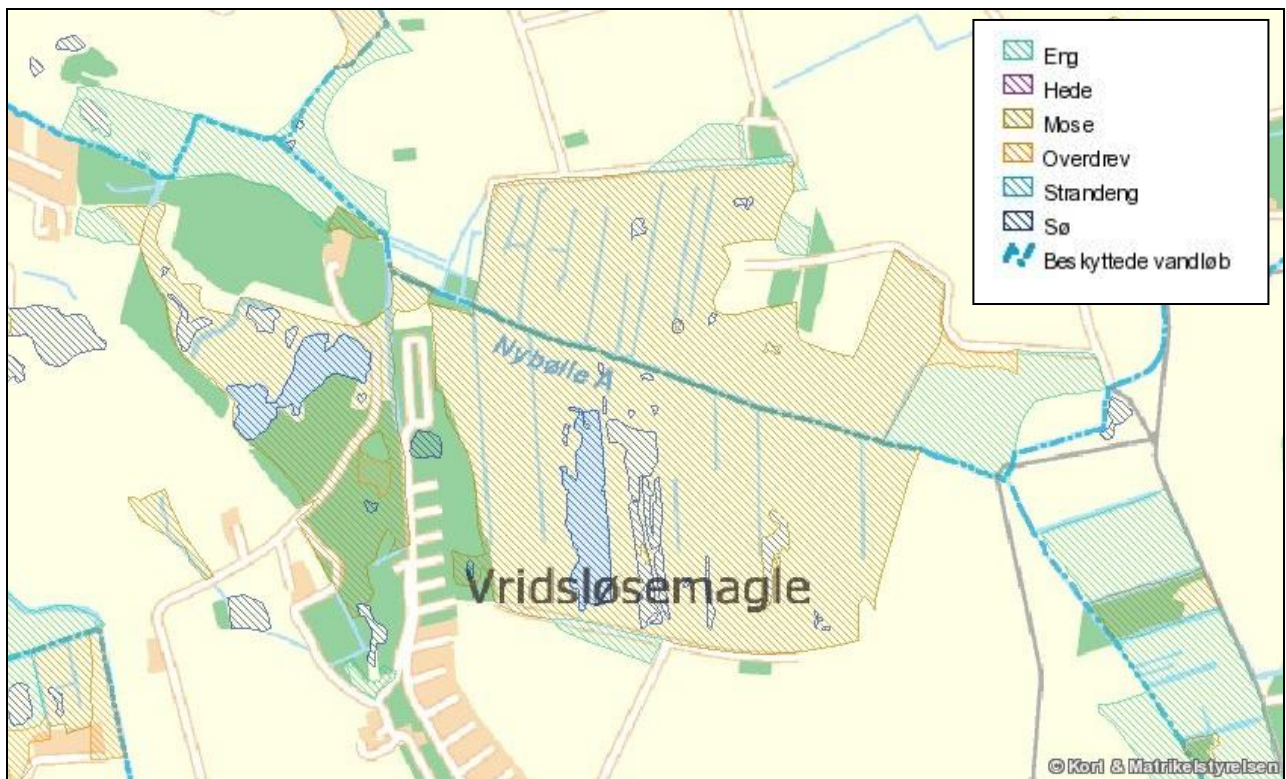 Eng
Hede
Mose
Overdrev
Strandeng
Sø
Beskyttede vandløb
Nybølle Å
Vridsløsemagle
© Kort & Matrikelstyrelsen